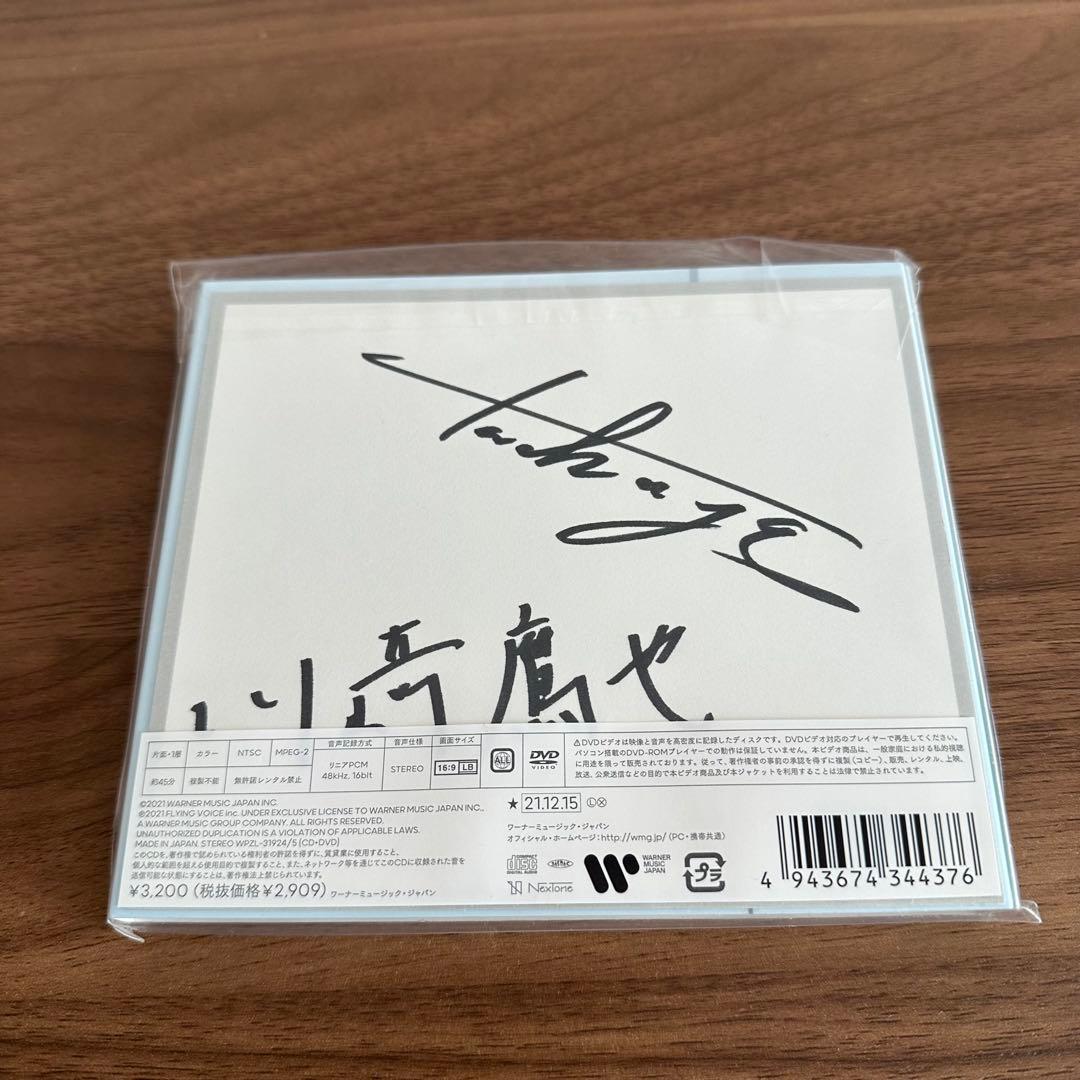 Takaya
川崎鷹也
片面・1層 カラー NTSC MPEG-2 音声記録方式 音声仕様 画面サイズ
リニアPCM
48kHz, 16bit
STEREO
16:9 LB
約45分 複製不能 無許諾レンタル禁止
ALL
DVD
VIDEO
⚠DVDビデオは映像と音声を高密度に記録したディスクです。DVDビデオ対応のプレイヤーで再生してください。
パソコン搭載のDVD-ROMプレイヤーでの動作は保証していません。本ビデオ商品は、一般家庭における私的視聴
に用途を限って販売されております。従って、著作権者の事前の承認を得ずに複製(コピー)、販売、レンタル、上映、
放送、公衆送信などの目的で本ビデオ商品及び本ジャケットを利用することは法律で禁止されています。
©2021 WARNER MUSIC JAPAN INC.
℗2021 FLYING VOICE inc. UNDER EXCLUSIVE LICENSE TO WARNER MUSIC JAPAN INC.,
A WARNER MUSIC GROUP COMPANY. ALL RIGHTS RESERVED.
UNAUTHORIZED DUPLICATION IS A VIOLATION OF APPLICABLE LAWS.
MADE IN JAPAN. STEREO WPZL-31924/5 (CD+DVD)
このCDを、著作権で認められている権利者の許諾を得ずに、賃貸業に使用すること、
個人的な範囲を超える使用目的で複製すること、また、ネットワーク等を通じてこのCDに収録された音を
送信可能な状態にすることは、著作権法上禁じられています。
¥3,200 (税抜価格¥2,909) ワーナーミュージック・ジャパン
★ 21.12.15 Ⓛ ⓧ
ワーナーミュージック・ジャパン
オフィシャル・ホームページ:http://wmg.jp/ (PC・携帯共通)
COMPACT
disc
DIGITAL AUDIO
NexTone
WARNER
MUSIC
JAPAN
プラ
4 943674 344376